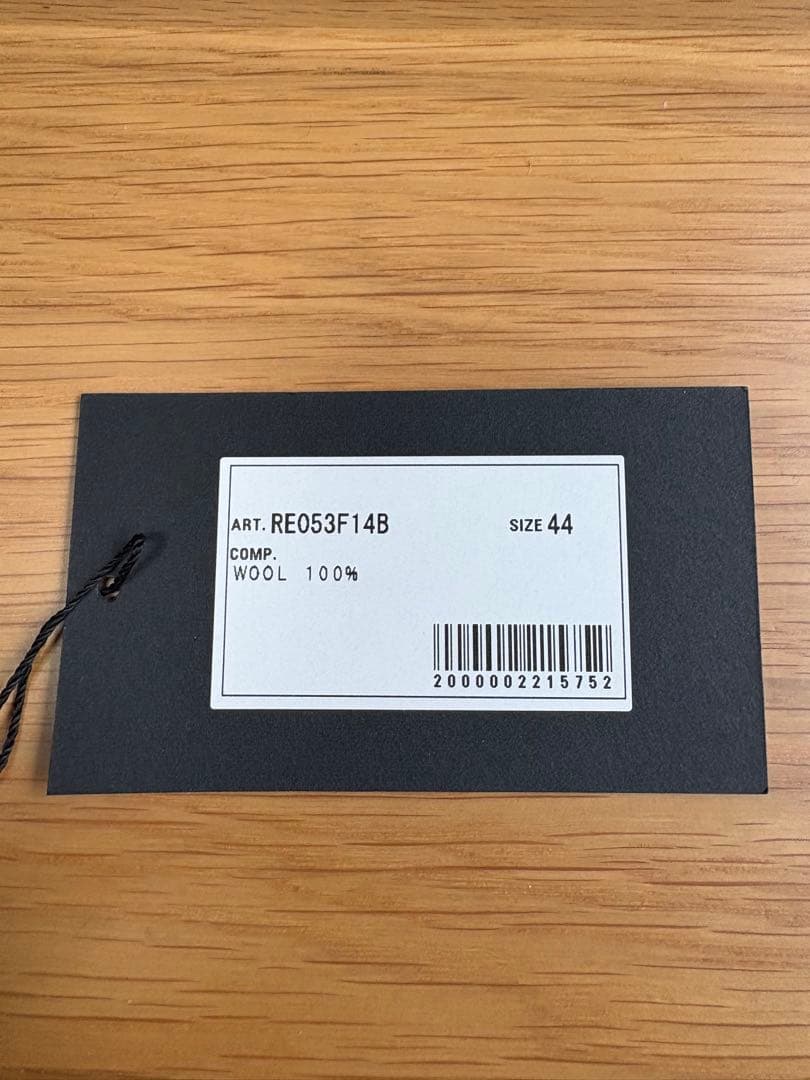 ART. RE053F14B SIZE 44
COMP.
WOOL 100%
2000002215752